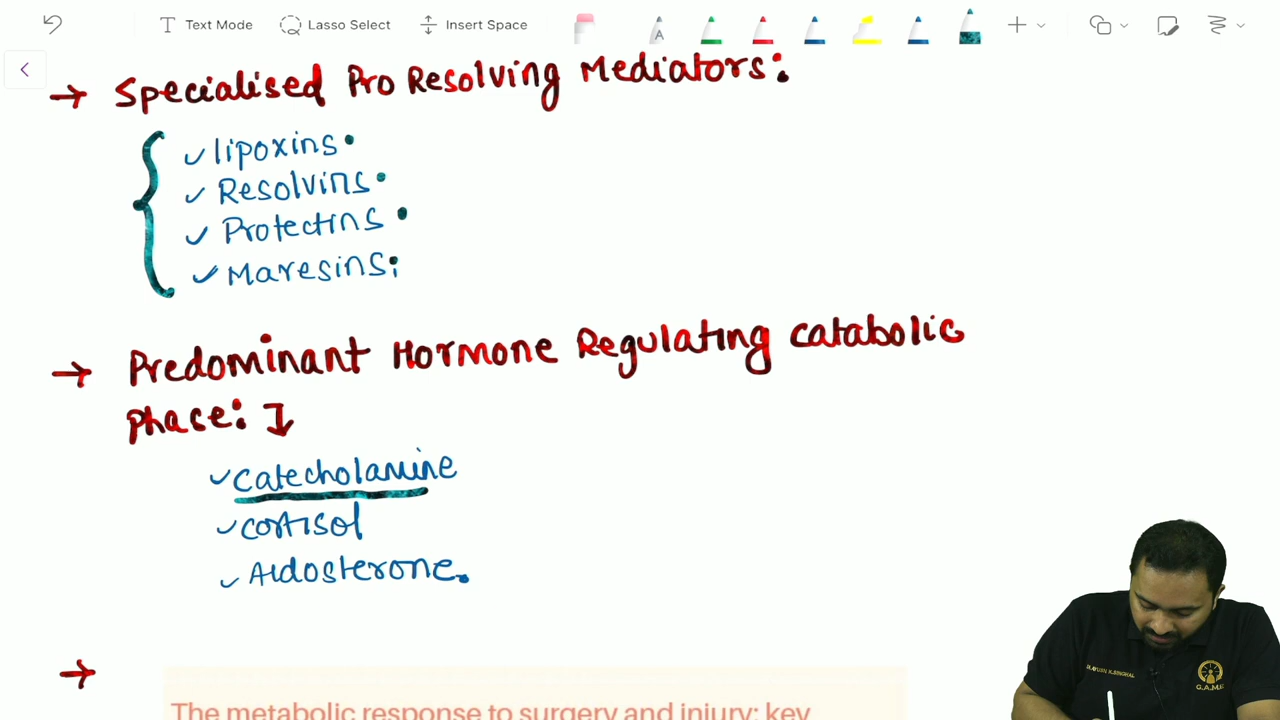 Text Mode Lasso Select Insert Space
A
→ Specialised Pro Resolving Mediators:
✓ lipoxins
✓ Resolvins
✓ Protectins
✓ Maresins
→ Predominant Hormone Regulating catabolic
Phase:
✓ catecholamine
✓ cortisol
✓ Aldosterone.
→
The metabolic response to surgery and injury: key
G.A.M.E